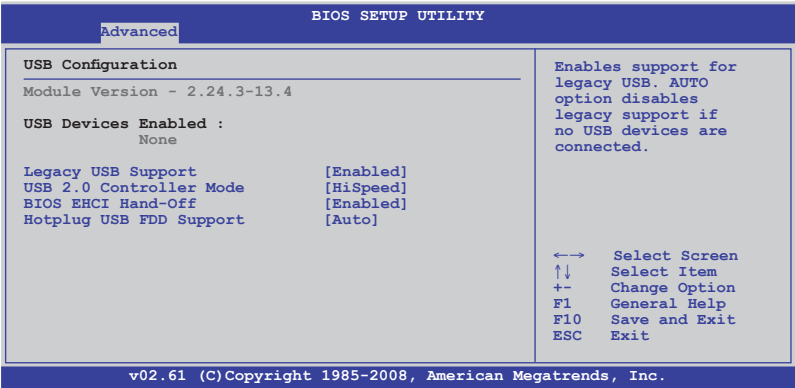 BIOS SETUP UTILITY
Advanced
USB Configuration
Module Version - 2.24.3-13.4
USB Devices Enabled :
None
Legacy USB Support [Enabled]
USB 2.0 Controller Mode [HiSpeed]
BIOS EHCI Hand-Off [Enabled]
Hotplug USB FDD Support [Auto]
Enables support for
legacy USB. AUTO
option disables
legacy support if
no USB devices are
connected.
←→ Select Screen
↑↓ Select Item
+- Change Option
F1 General Help
F10 Save and Exit
ESC Exit
v02.61 (C)Copyright 1985-2008, American Megatrends, Inc.